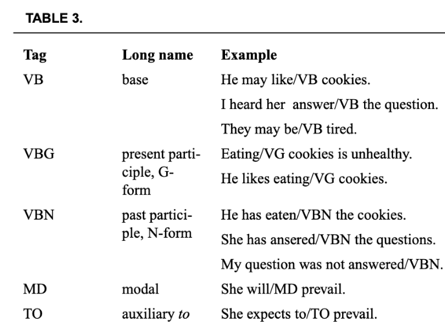 TABLE 3.
Tag Long name Example
VB base He may like/VB cookies.
I heard her answer/VB the question.
They may be/VB tired.
VBG present parti- Eating/VG cookies is unhealthy.
ciple, G- He likes eating/VG cookies.
form
VBN past partici- He has eaten/VBN the cookies.
ple, N-form She has ansered/VBN the questions.
My question was not answered/VBN.
MD modal She will/MD prevail.
TO auxiliary to She expects to/TO prevail.